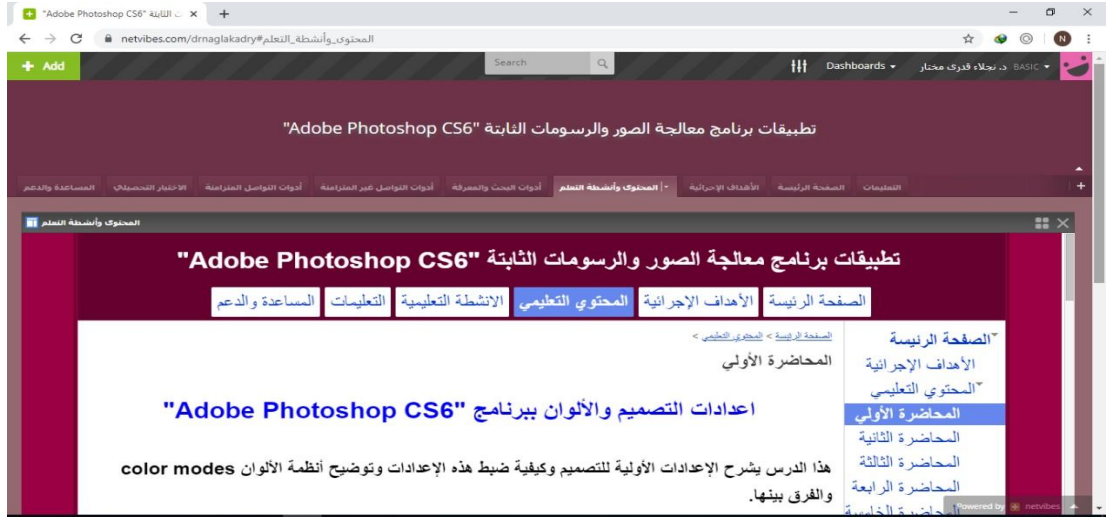 "Adobe Photoshop CS6" ت اللثابتة
netvibes.com/drnaglakadry#المحتوى_وأنشطة_التعلم
N
+ Add
Search
Dashboards
د. نجلاء قدرى مختار BASIC
تطبيقات برنامج معالجة الصور والرسومات الثابتة "Adobe Photoshop CS6"
التعليمات
الصفحة الرئيسة
الأهداف الإجرائية
المحتوى وأنشطة التعلم
أدوات البحث والمعرفة
أدوات التواصل غير المتزامنة
أدوات التواصل المتزامنة
الاختبار التحصيلي
المساعدة والدعم
المحتوى وأنشطة التعلم
تطبيقات برنامج معالجة الصور والرسومات الثابتة "Adobe Photoshop CS6"
الصفحة الرئيسة
الأهداف الإجرائية
المحتوي التعليمي
الانشطة التعليمية
التعليمات
المساعدة والدعم
الصفحة الرئيسة
الأهداف الإجرائية
المحتوي التعليمي
المحاضرة الأولي
المحاضرة الثانية
المحاضرة الثالثة
المحاضرة الرابعة
المحاضرة الخامسة
الصفحة الرئيسة > المحتوي التعليمي >
المحاضرة الأولي
اعدادات التصميم والألوان ببرنامج "Adobe Photoshop CS6"
هذا الدرس يشرح الإعدادات الأولية للتصميم وكيفية ضبط هذه الإعدادات وتوضيح أنظمة الألوان color modes
والفرق بينها.
Powered by netvibes